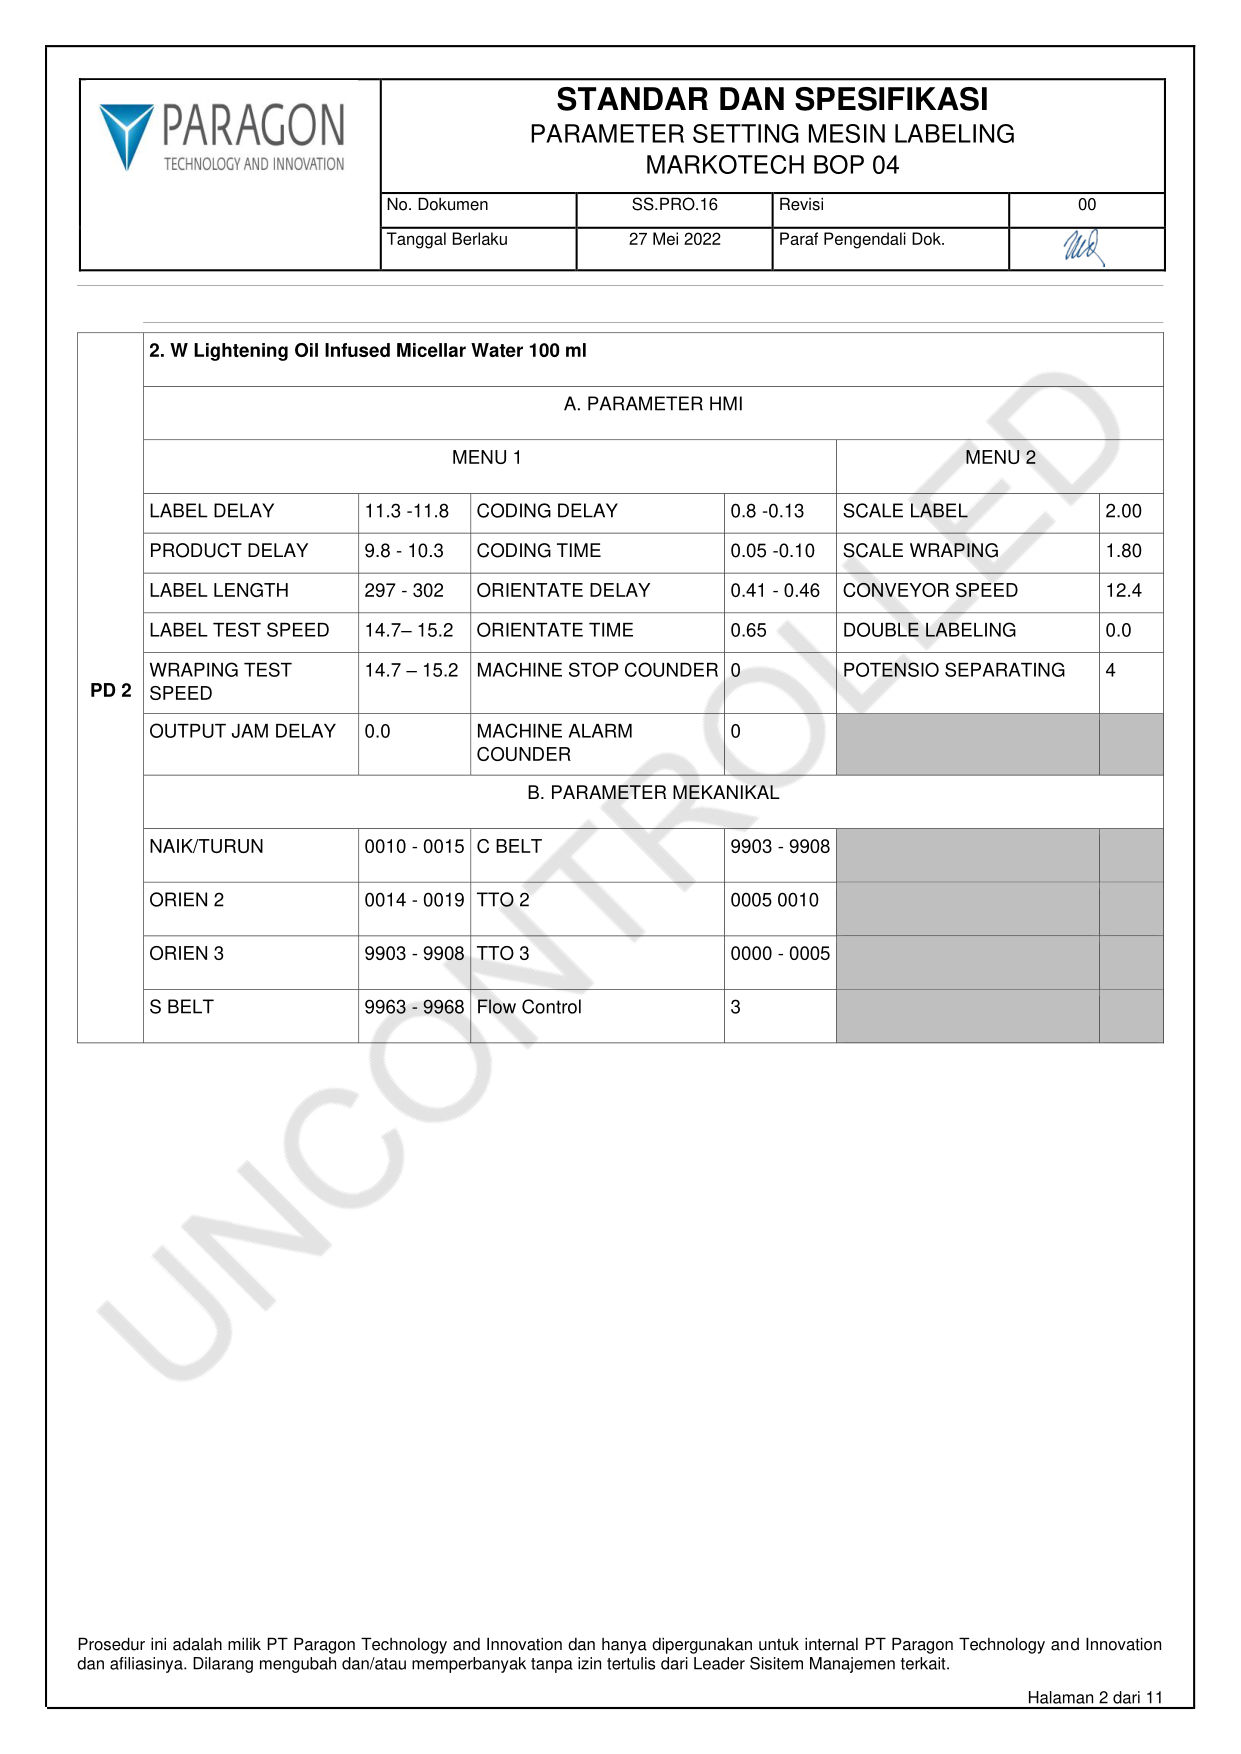 PARAGON
TECHNOLOGY AND INNOVATION
STANDAR DAN SPESIFIKASI
PARAMETER SETTING MESIN LABELING
MARKOTECH BOP 04
No. Dokumen SS.PRO.16 Revisi 00
Tanggal Berlaku 27 Mei 2022 Paraf Pengendali Dok.
PD 2
2. W Lightening Oil Infused Micellar Water 100 ml
A. PARAMETER HMI
MENU 1 MENU 2
LABEL DELAY 11.3 -11.8 CODING DELAY 0.8 -0.13 SCALE LABEL 2.00
PRODUCT DELAY 9.8 - 10.3 CODING TIME 0.05 -0.10 SCALE WRAPING 1.80
LABEL LENGTH 297 - 302 ORIENTATE DELAY 0.41 - 0.46 CONVEYOR SPEED 12.4
LABEL TEST SPEED 14.7– 15.2 ORIENTATE TIME 0.65 DOUBLE LABELING 0.0
WRAPING TEST SPEED 14.7 – 15.2 MACHINE STOP COUNDER 0 POTENSIO SEPARATING 4
OUTPUT JAM DELAY 0.0 MACHINE ALARM COUNDER 0
B. PARAMETER MEKANIKAL
NAIK/TURUN 0010 - 0015 C BELT 9903 - 9908
ORIEN 2 0014 - 0019 TTO 2 0005 0010
ORIEN 3 9903 - 9908 TTO 3 0000 - 0005
S BELT 9963 - 9968 Flow Control 3
UNCONTROLLED
Prosedur ini adalah milik PT Paragon Technology and Innovation dan hanya dipergunakan untuk internal PT Paragon Technology and Innovation
dan afiliasinya. Dilarang mengubah dan/atau memperbanyak tanpa izin tertulis dari Leader Sisitem Manajemen terkait.
Halaman 2 dari 11